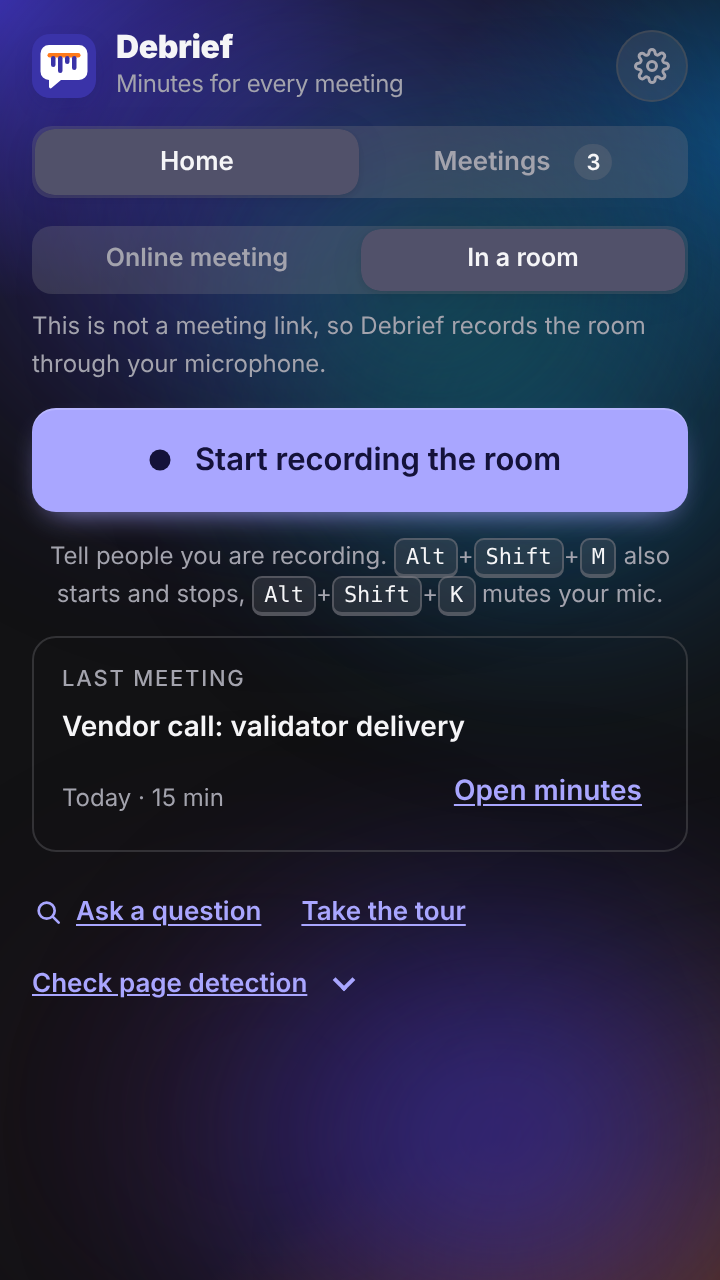 Debrief
Minutes for every meeting
Home
Meetings 3
Online meeting
In a room
This is not a meeting link, so Debrief records the room
through your microphone.
Start recording the room
Tell people you are recording. Alt+Shift+M also
starts and stops, Alt+Shift+K mutes your mic.
LAST MEETING
Vendor call: validator delivery
Today · 15 min
Open minutes
Ask a question
Take the tour
Check page detection